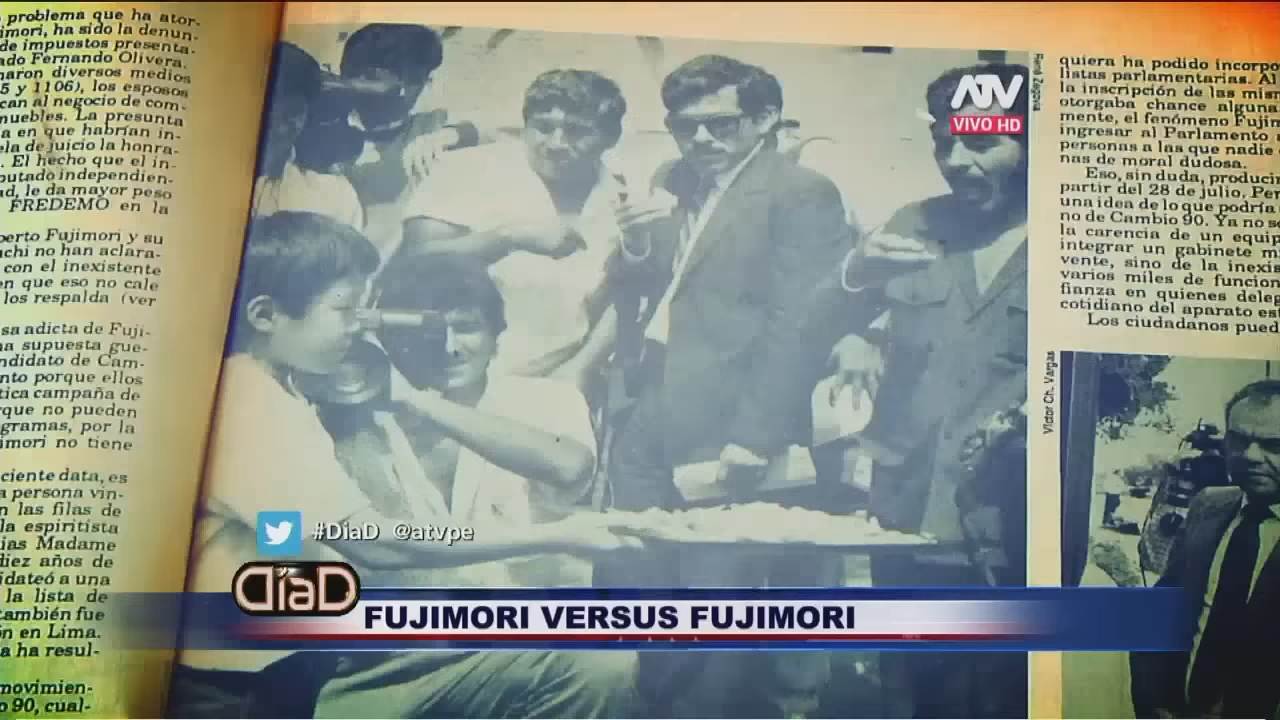 problema que ha ator-
imori, ha sido la denun-
de impuestos presenta-
ado Fernando Olivera.
naron diversos medios
5 y 1106), los esposos
can al negocio de com-
muebles. La presunta
a en que habrían in-
ela de juicio la honra-
. El hecho que el in-
putado independien-
ad, le da mayor peso
FREDEMO en la
berto Fujimori y su
uchi no han aclara-
con el inexistente
en que eso no cale
los respalda (ver
sa adicta de Fuji-
na supuesta gue-
ndidato de Cam-
nto porque ellos
tica campaña de
rque no pueden
gramas, por la
imori no tiene
ciente data, es
a persona vin-
n las filas de
la espiritista
ias Madame
diez años de
idateó a una
la lista de
también fue
ón en Lima.
a ha resul-
movimien-
o 90, cual-
ATV
VIVO HD
René Zegovia
quiera ha podido incorpo
listas parlamentarias. Al
la inscripción de las mism
otorgaba chance alguna
mente, el fenómeno Fujim
ingresar al Parlamento
personas a las que nadie
nas de moral dudosa.
Eso, sin duda, producir
partir del 28 de julio. Per
una idea de lo que podría
no de Cambio 90. Ya no s
la carencia de un equip
integrar un gabinete m
vente, sino de la inexis
varios miles de funcion
fianza en quienes deleg
cotidiano del aparato est
Los ciudadanos pued
Víctor Ch. Vargas
#DiaD @atvpe
DíaD
FUJIMORI VERSUS FUJIMORI